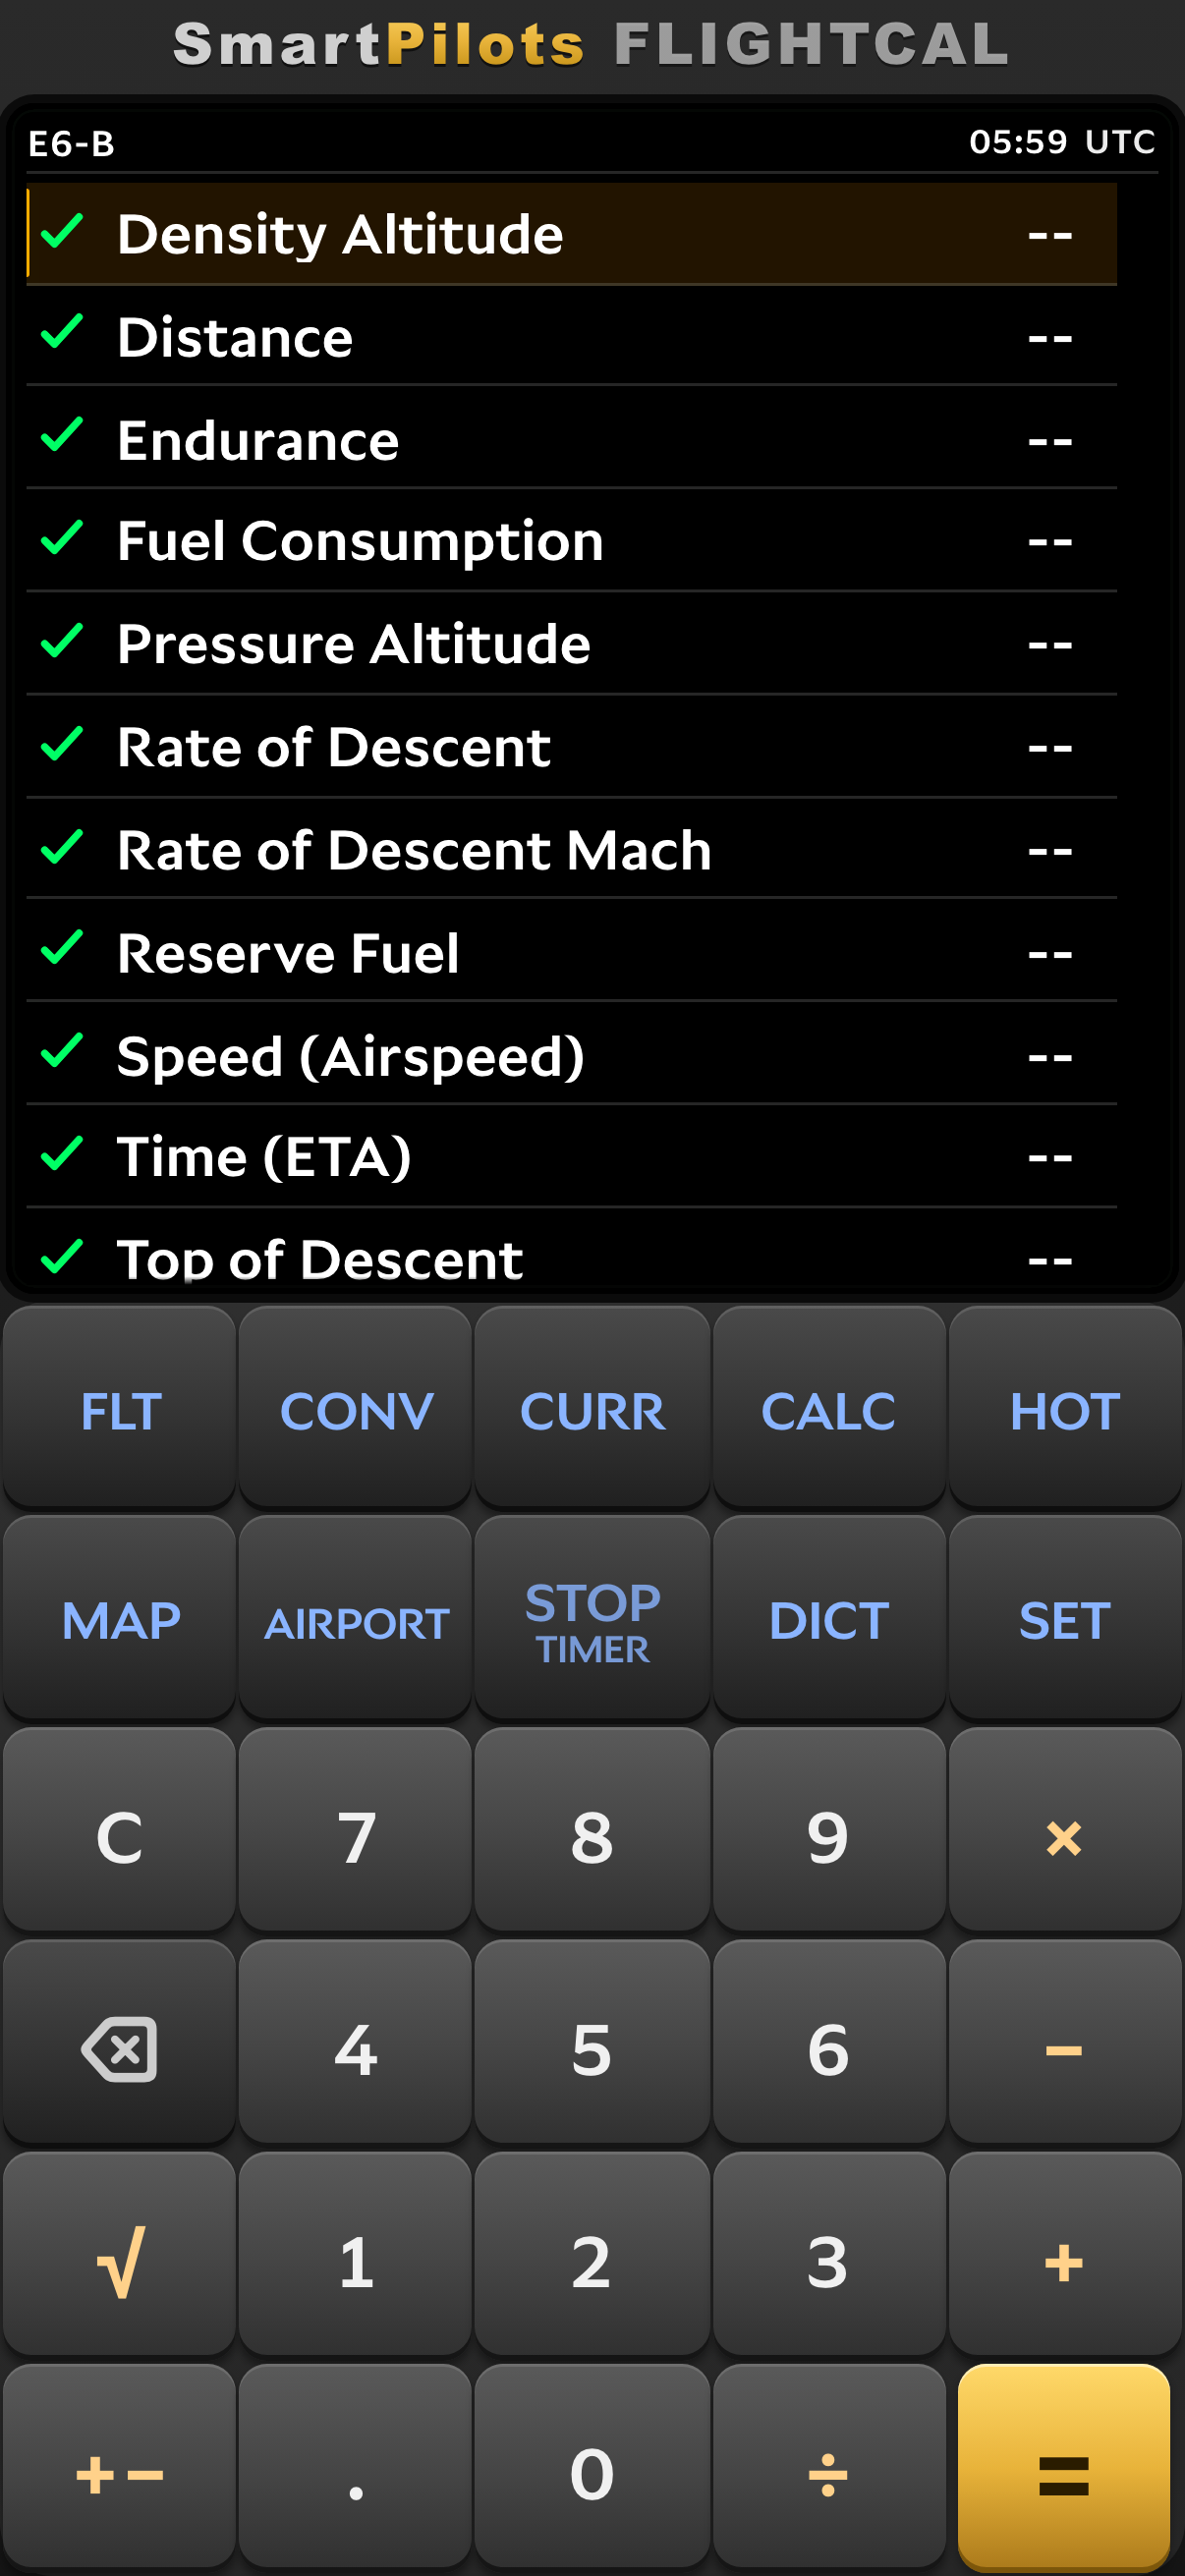 SmartPilots FLIGHTCAL
E6-B 05:59 UTC
Density Altitude --
Distance --
Endurance --
Fuel Consumption --
Pressure Altitude --
Rate of Descent --
Rate of Descent Mach --
Reserve Fuel --
Speed (Airspeed) --
Time (ETA) --
Top of Descent --
FLT CONV CURR CALC HOT
MAP AIRPORT STOP TIMER DICT SET
C 7 8 9 ×
4 5 6 −
√ 1 2 3 +
+− . 0 ÷ =